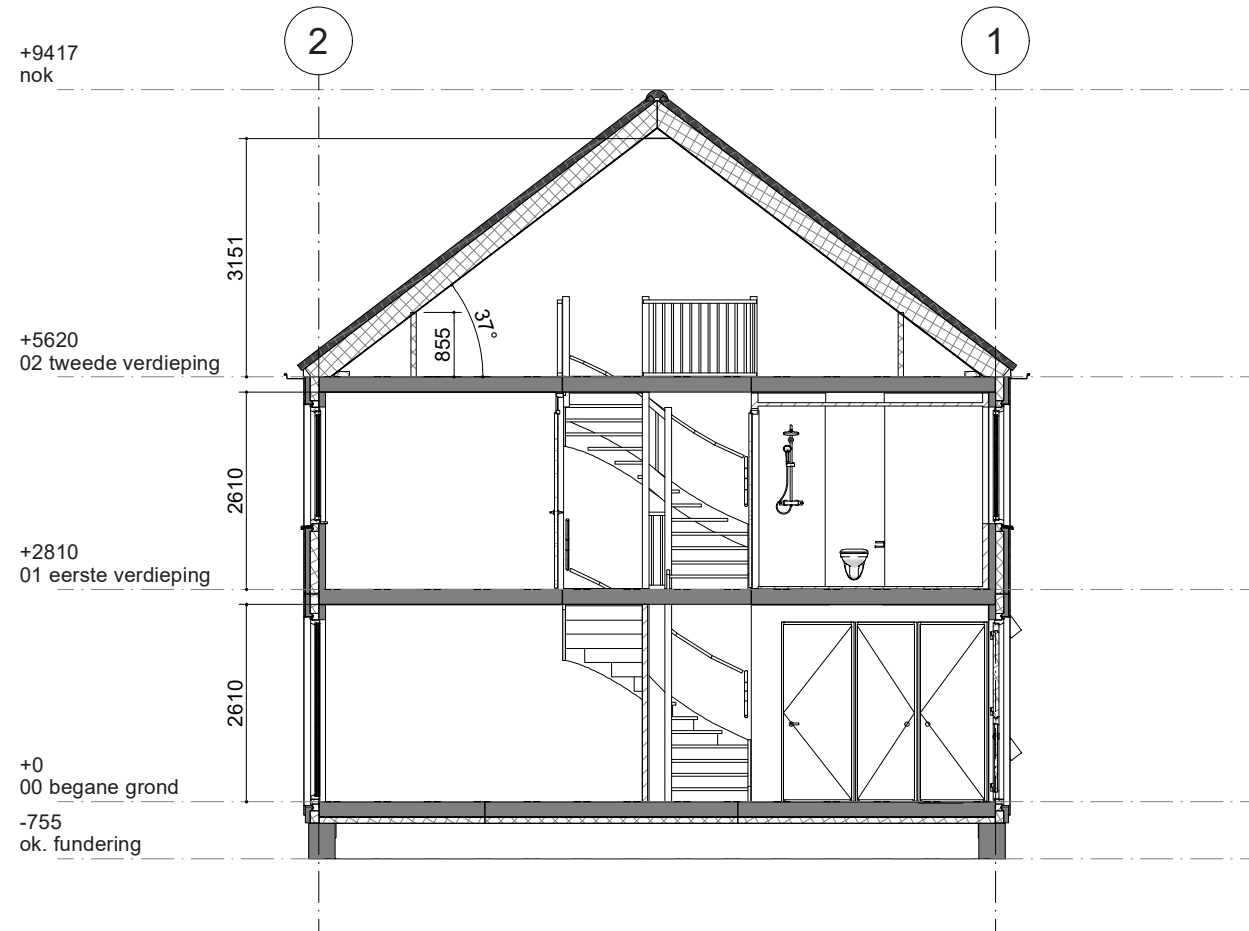 2
1
+9417
nok
3151
37°
855
+5620
02 tweede verdieping
2610
+2810
01 eerste verdieping
2610
+0
00 begane grond
-755
ok. fundering